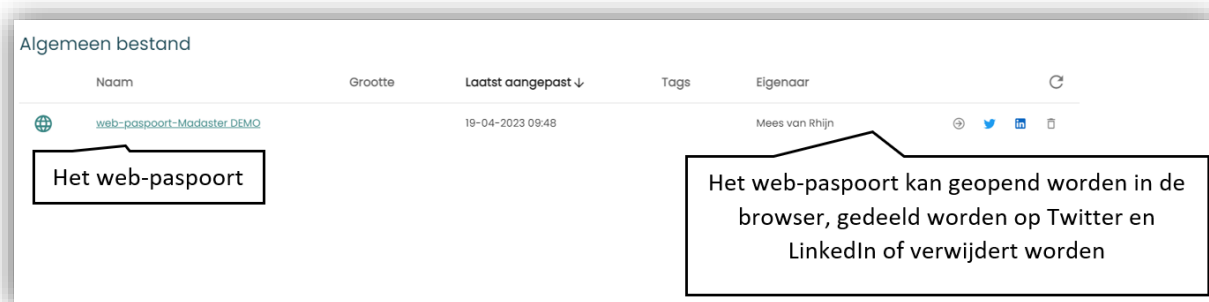 Algemeen bestand
Naam Grootte Laatst aangepast ↓ Tags Eigenaar
web-paspoort-Madaster DEMO 19-04-2023 09:48 Mees van Rhijn
Het web-paspoort
Het web-paspoort kan geopend worden in de
browser, gedeeld worden op Twitter en
LinkedIn of verwijdert worden